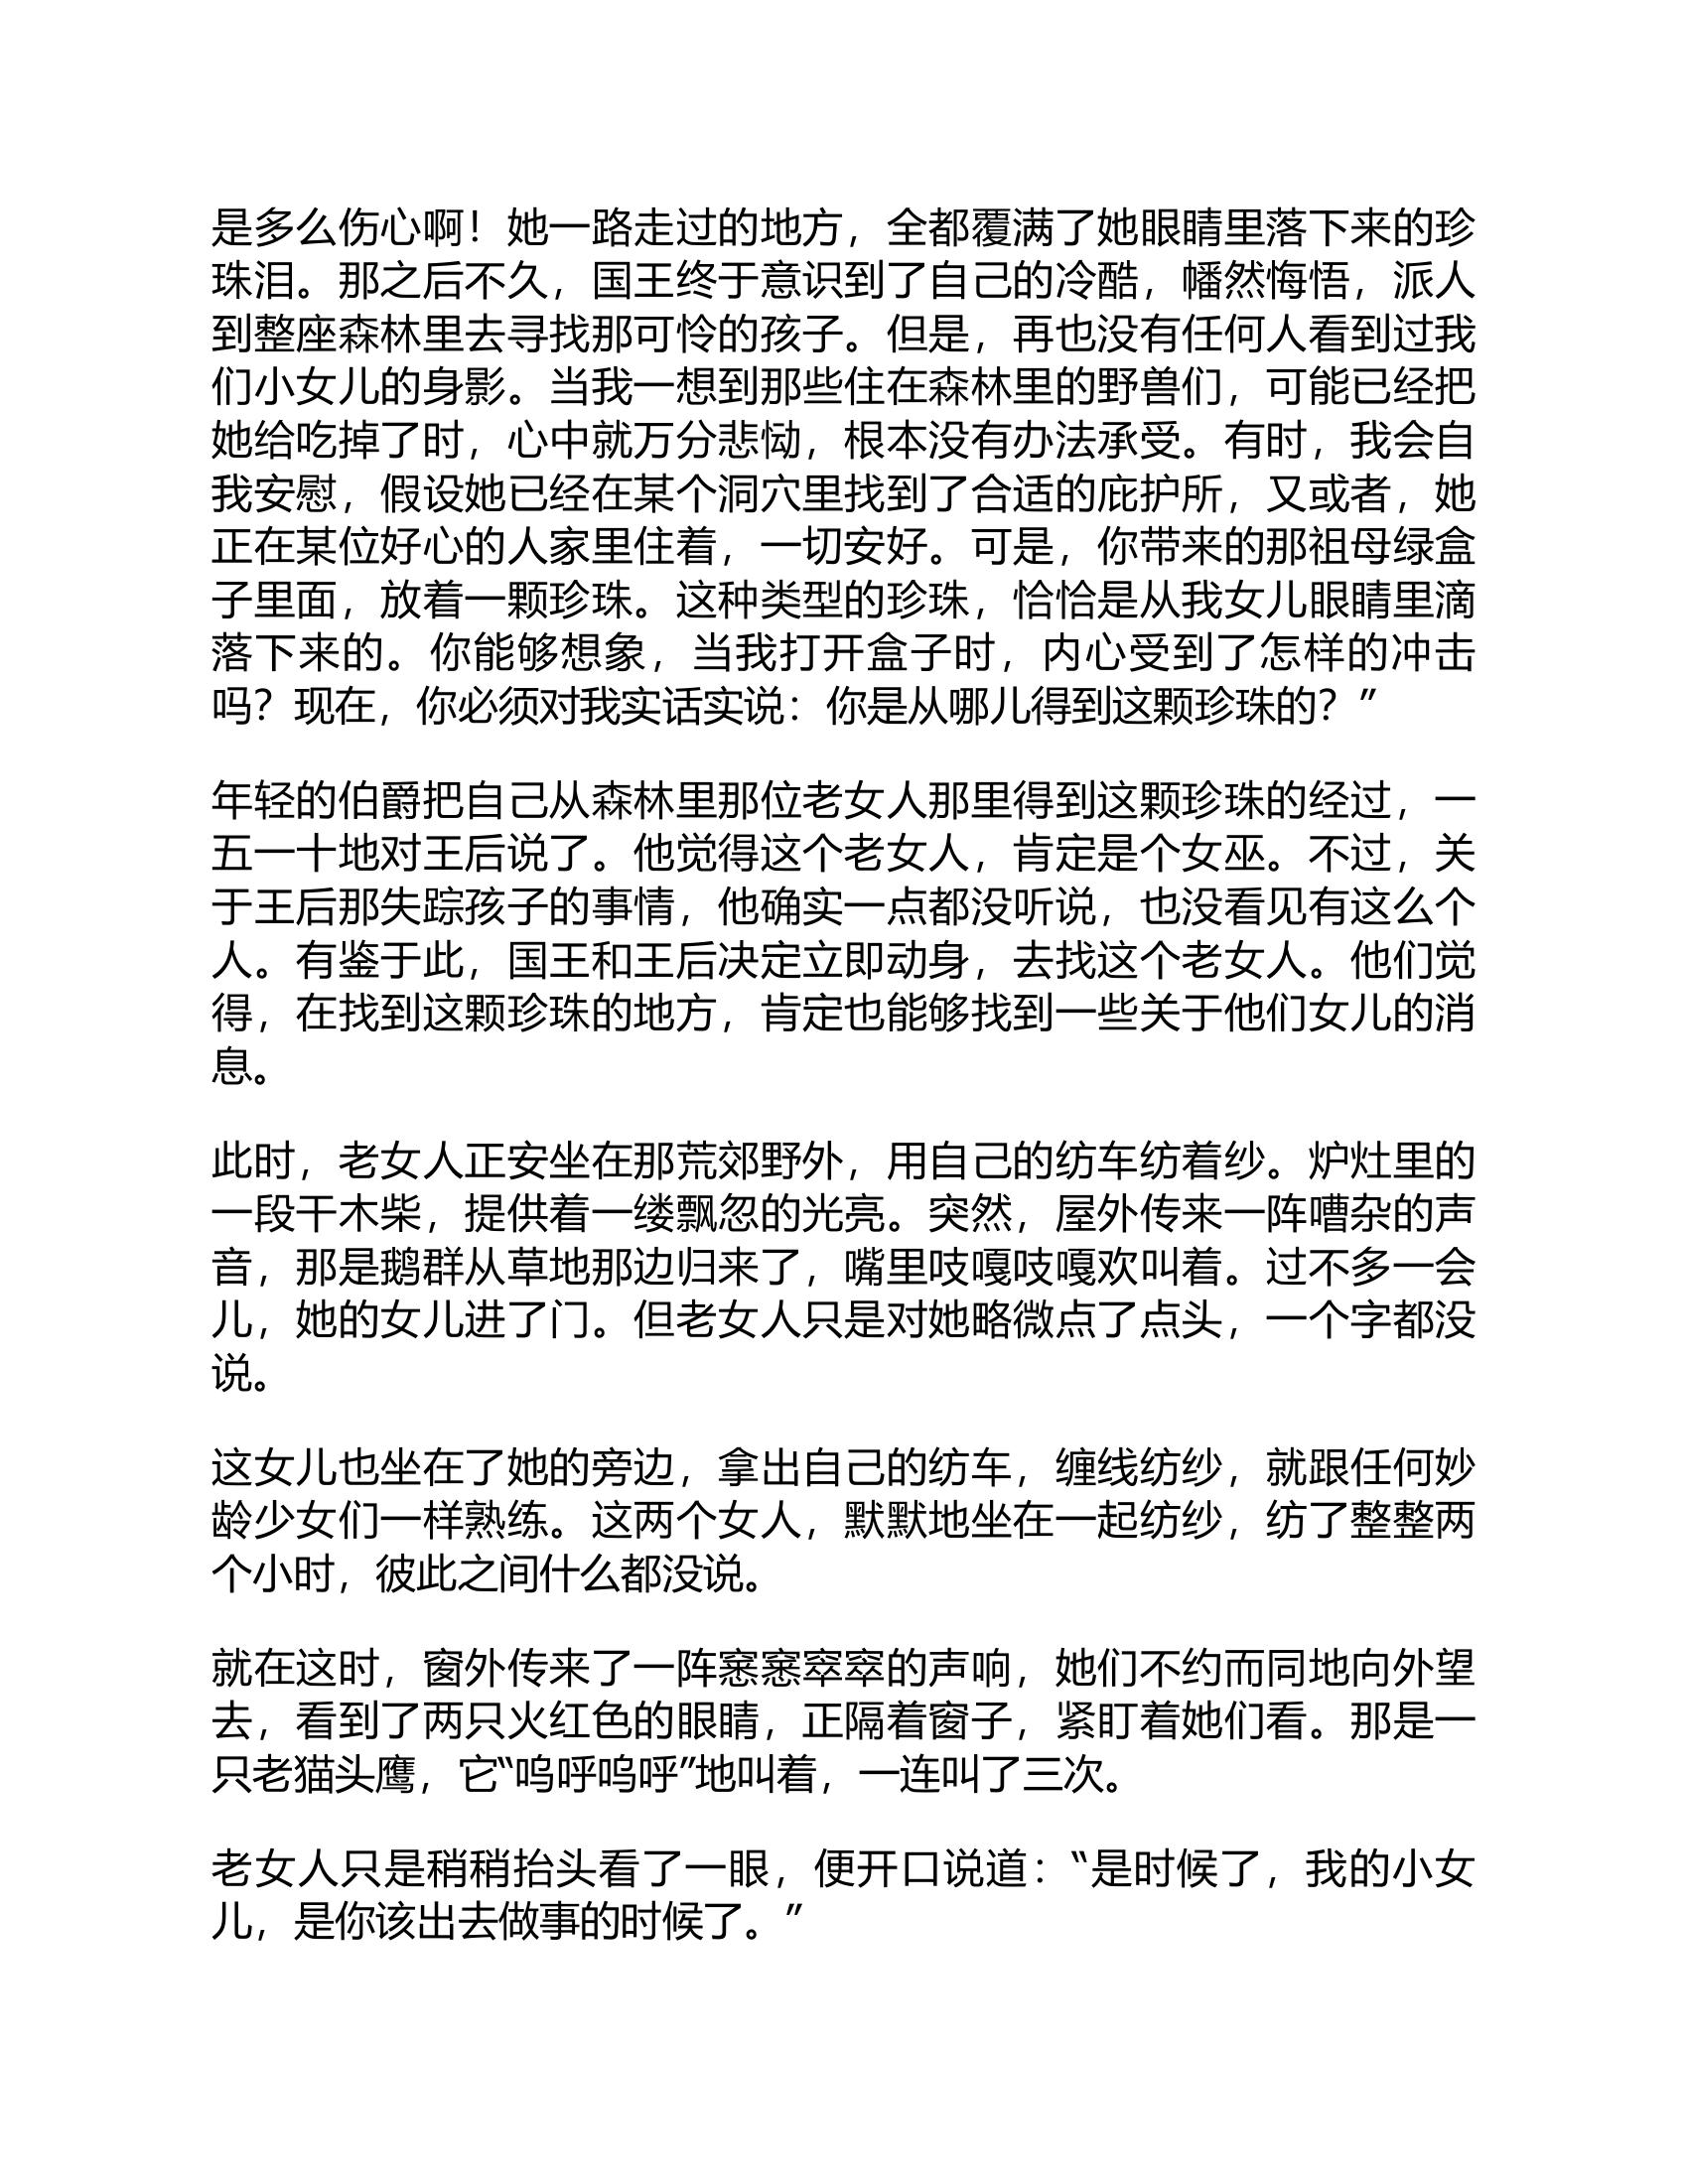 是多么伤心啊！她一路走过的地方，全都覆满了她眼睛里落下来的珍
珠泪。那之后不久，国王终于意识到了自己的冷酷，幡然悔悟，派人
到整座森林里去寻找那可怜的孩子。但是，再也没有任何人看到过我
们小女儿的身影。当我一想到那些住在森林里的野兽们，可能已经把
她给吃掉了时，心中就万分悲恸，根本没有办法承受。有时，我会自
我安慰，假设她已经在某个洞穴里找到了合适的庇护所，又或者，她
正在某位好心的人家里住着，一切安好。可是，你带来的那祖母绿盒
子里面，放着一颗珍珠。这种类型的珍珠，恰恰是从我女儿眼睛里滴
落下来的。你能够想象，当我打开盒子时，内心受到了怎样的冲击
吗？现在，你必须对我实话实说：你是从哪儿得到这颗珍珠的？”
年轻的伯爵把自己从森林里那位老女人那里得到这颗珍珠的经过，一
五一十地对王后说了。他觉得这个老女人，肯定是个女巫。不过，关
于王后那失踪孩子的事情，他确实一点都没听说，也没看见有这么个
人。有鉴于此，国王和王后决定立即动身，去找这个老女人。他们觉
得，在找到这颗珍珠的地方，肯定也能够找到一些关于他们女儿的消
息。
此时，老女人正安坐在那荒郊野外，用自己的纺车纺着纱。炉灶里的
一段干木柴，提供着一缕飘忽的光亮。突然，屋外传来一阵嘈杂的声
音，那是鹅群从草地那边归来了，嘴里吱嘎吱嘎欢叫着。过不多一会
儿，她的女儿进了门。但老女人只是对她略微点了点头，一个字都没
说。
这女儿也坐在了她的旁边，拿出自己的纺车，缠线纺纱，就跟任何妙
龄少女们一样熟练。这两个女人，默默地坐在一起纺纱，纺了整整两
个小时，彼此之间什么都没说。
就在这时，窗外传来了一阵窸窸窣窣的声响，她们不约而同地向外望
去，看到了两只火红色的眼睛，正隔着窗子，紧盯着她们看。那是一
只老猫头鹰，它“呜呼呜呼”地叫着，一连叫了三次。
老女人只是稍稍抬头看了一眼，便开口说道：“是时候了，我的小女
儿，是你该出去做事的时候了。”